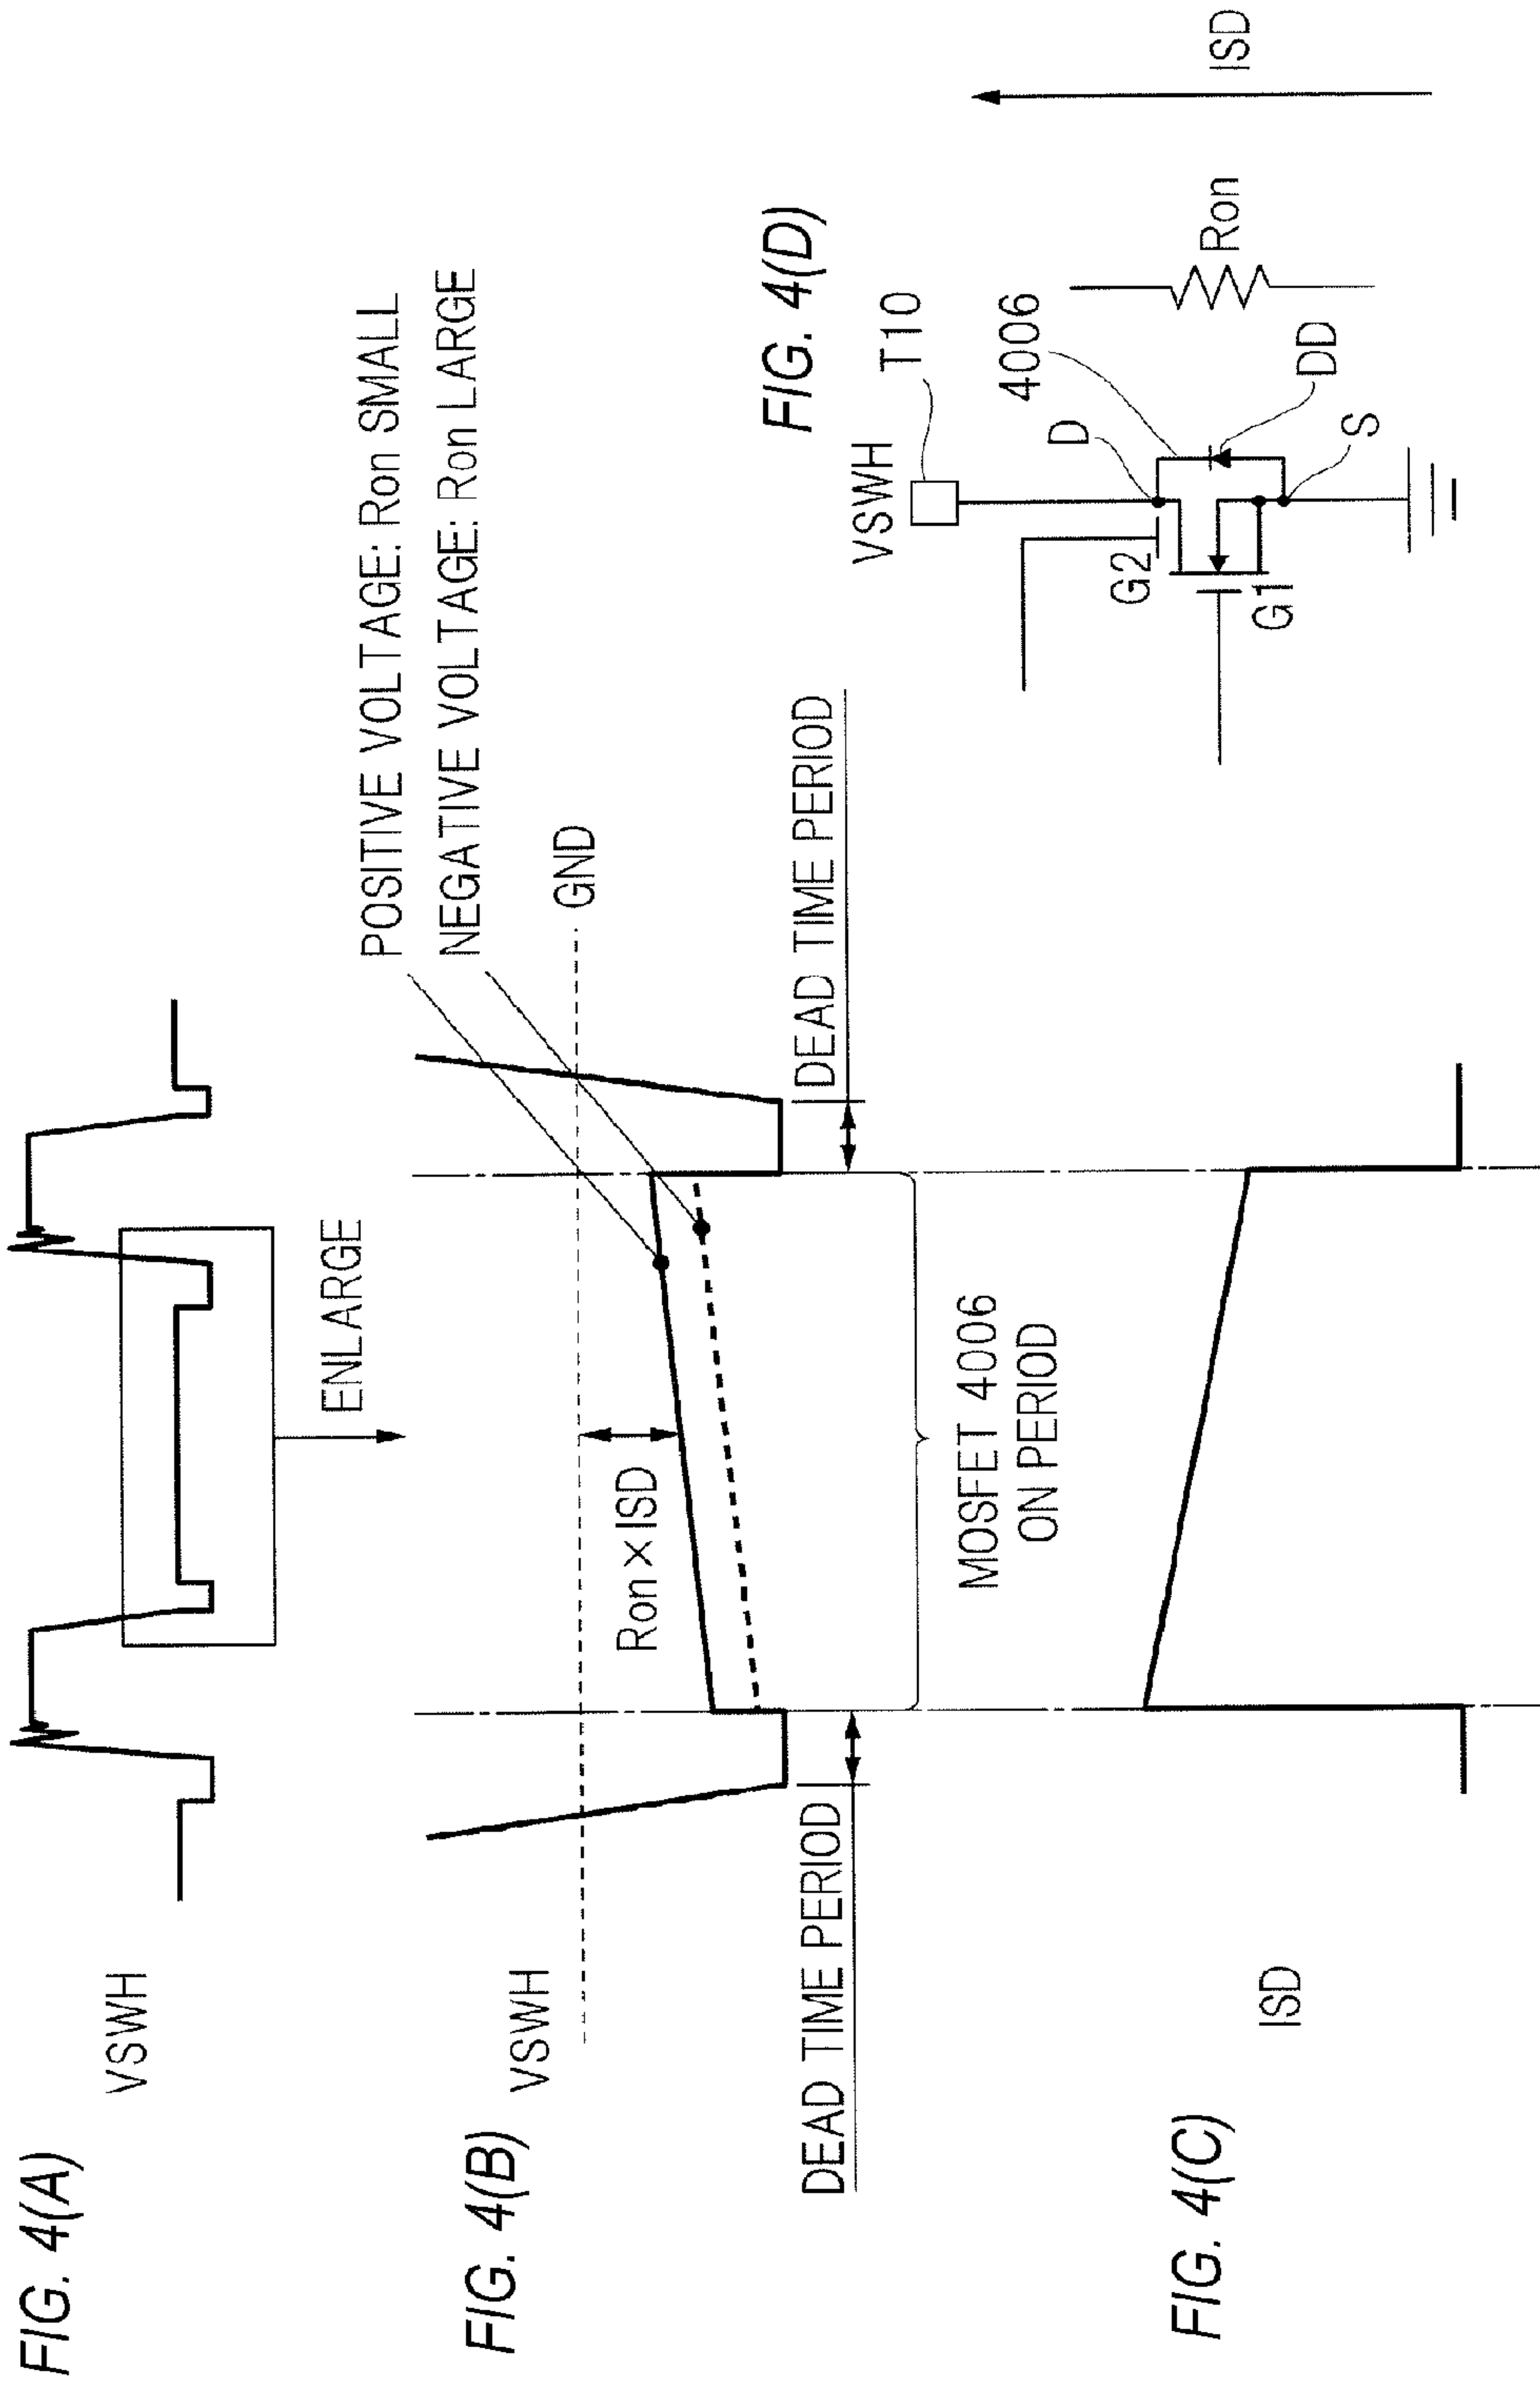 FIG. 4(A)
VSWH
ENLARGE
FIG. 4(B)
VSWH
POSITIVE VOLTAGE: Ron SMALL
NEGATIVE VOLTAGE: Ron LARGE
GND
Ron×ISD
DEAD TIME PERIOD
DEAD TIME PERIOD
MOSFET 4006
ON PERIOD
FIG. 4(C)
ISD
FIG. 4(D)
VSWH
T10
D
4006
G2
G1
DD
S
Ron
ISD